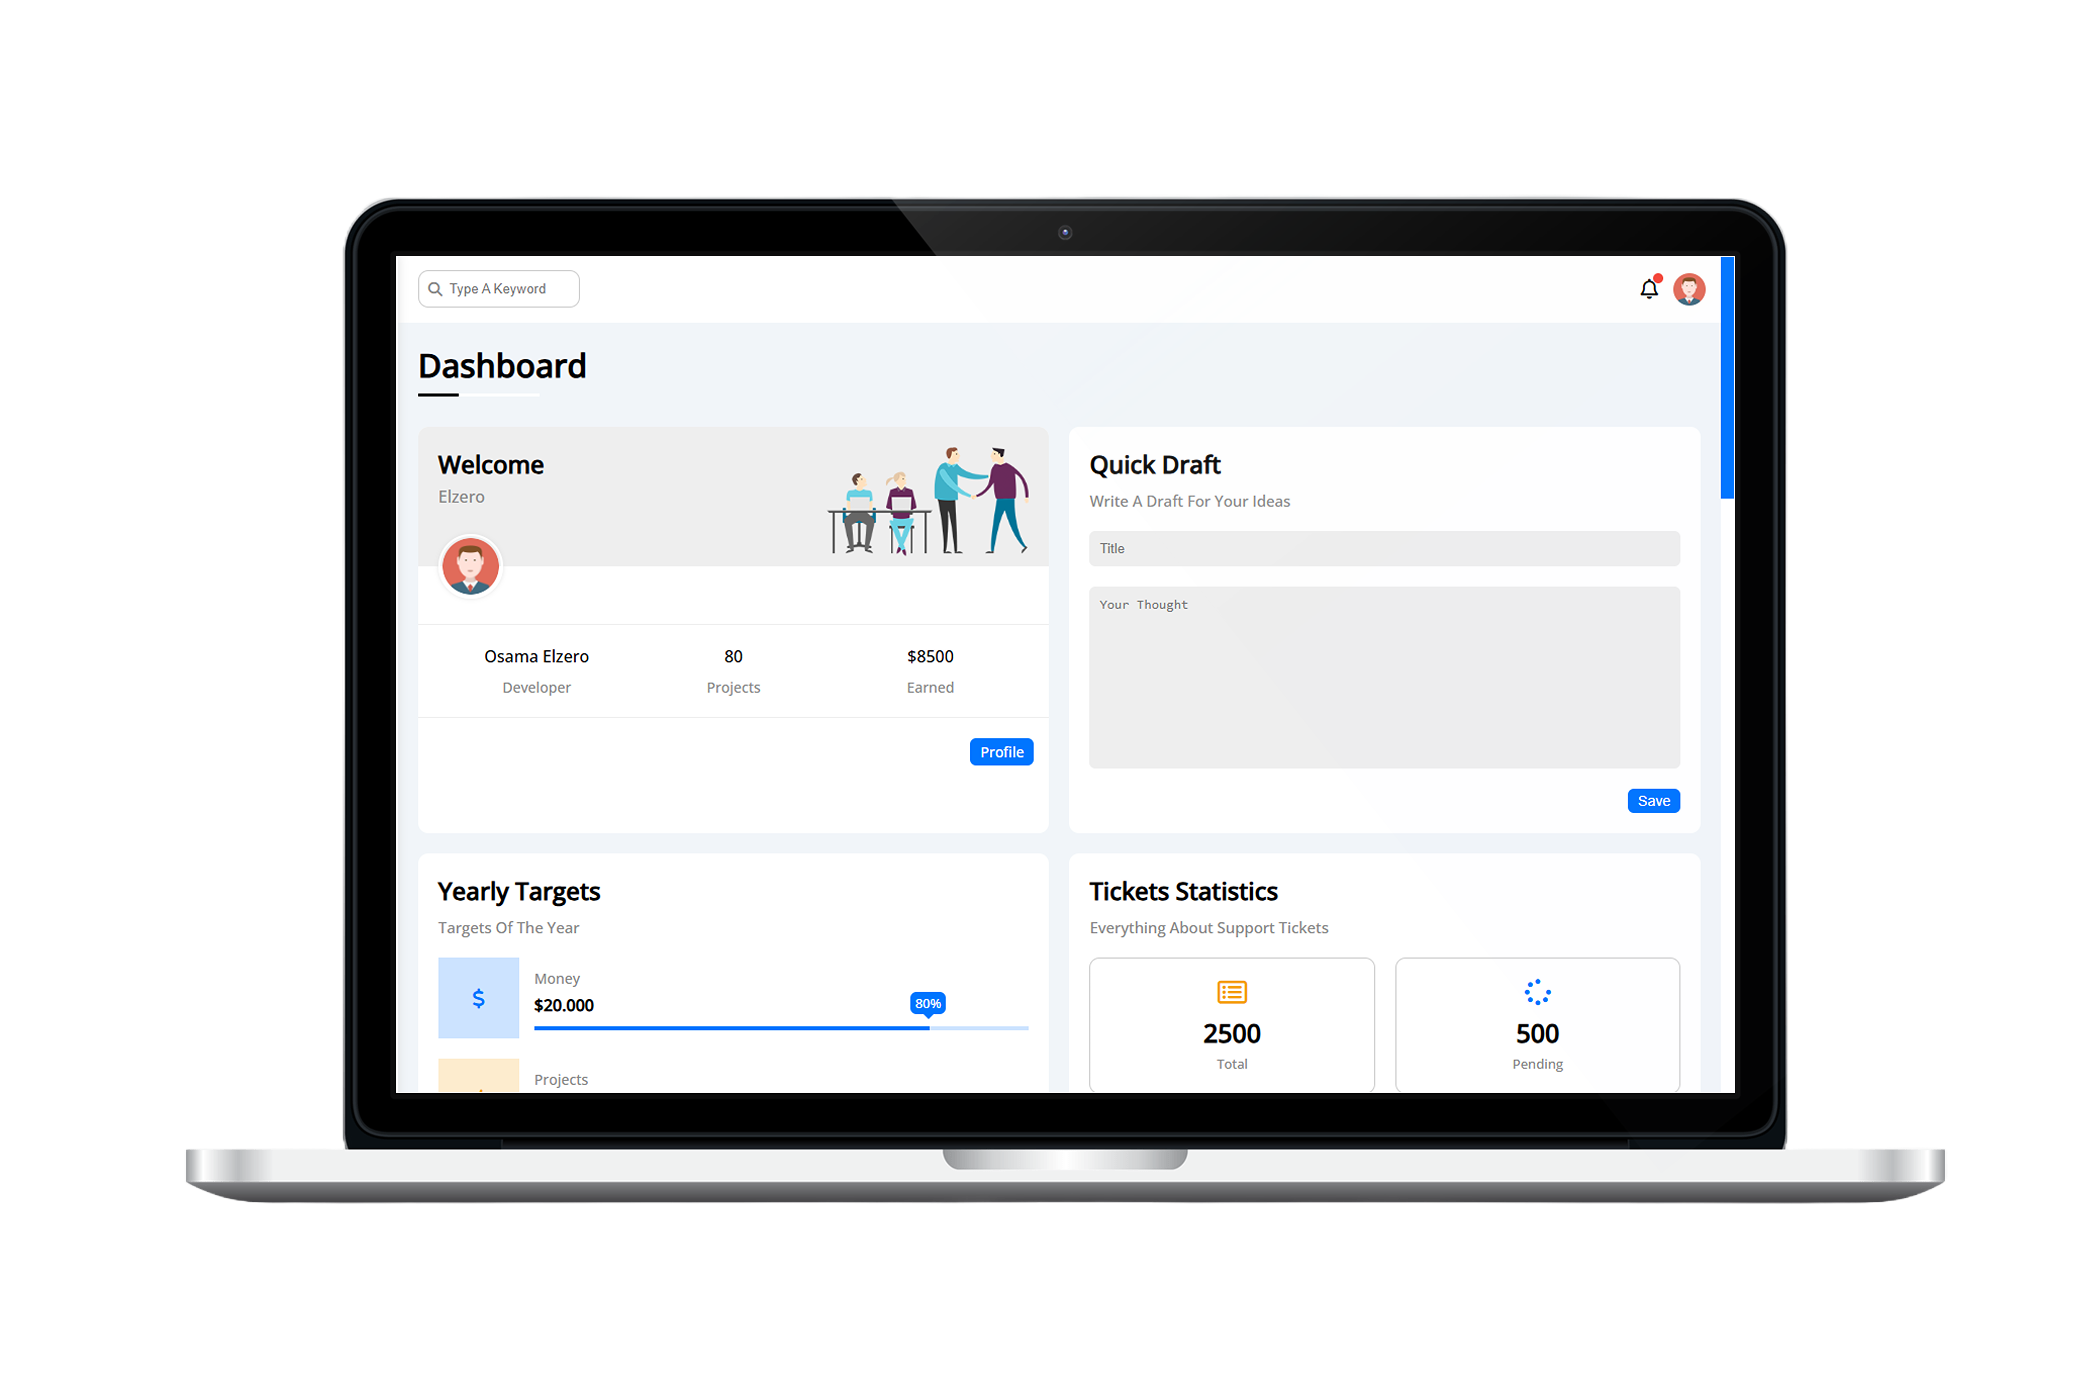 Type A Keyword
Dashboard
Welcome
Elzero
Osama Elzero
Developer
80
Projects
$8500
Earned
Profile
Quick Draft
Write A Draft For Your Ideas
Title
Your Thought
Save
Yearly Targets
Targets Of The Year
$
Money
$20.000
80%
Projects
Tickets Statistics
Everything About Support Tickets
2500
Total
500
Pending